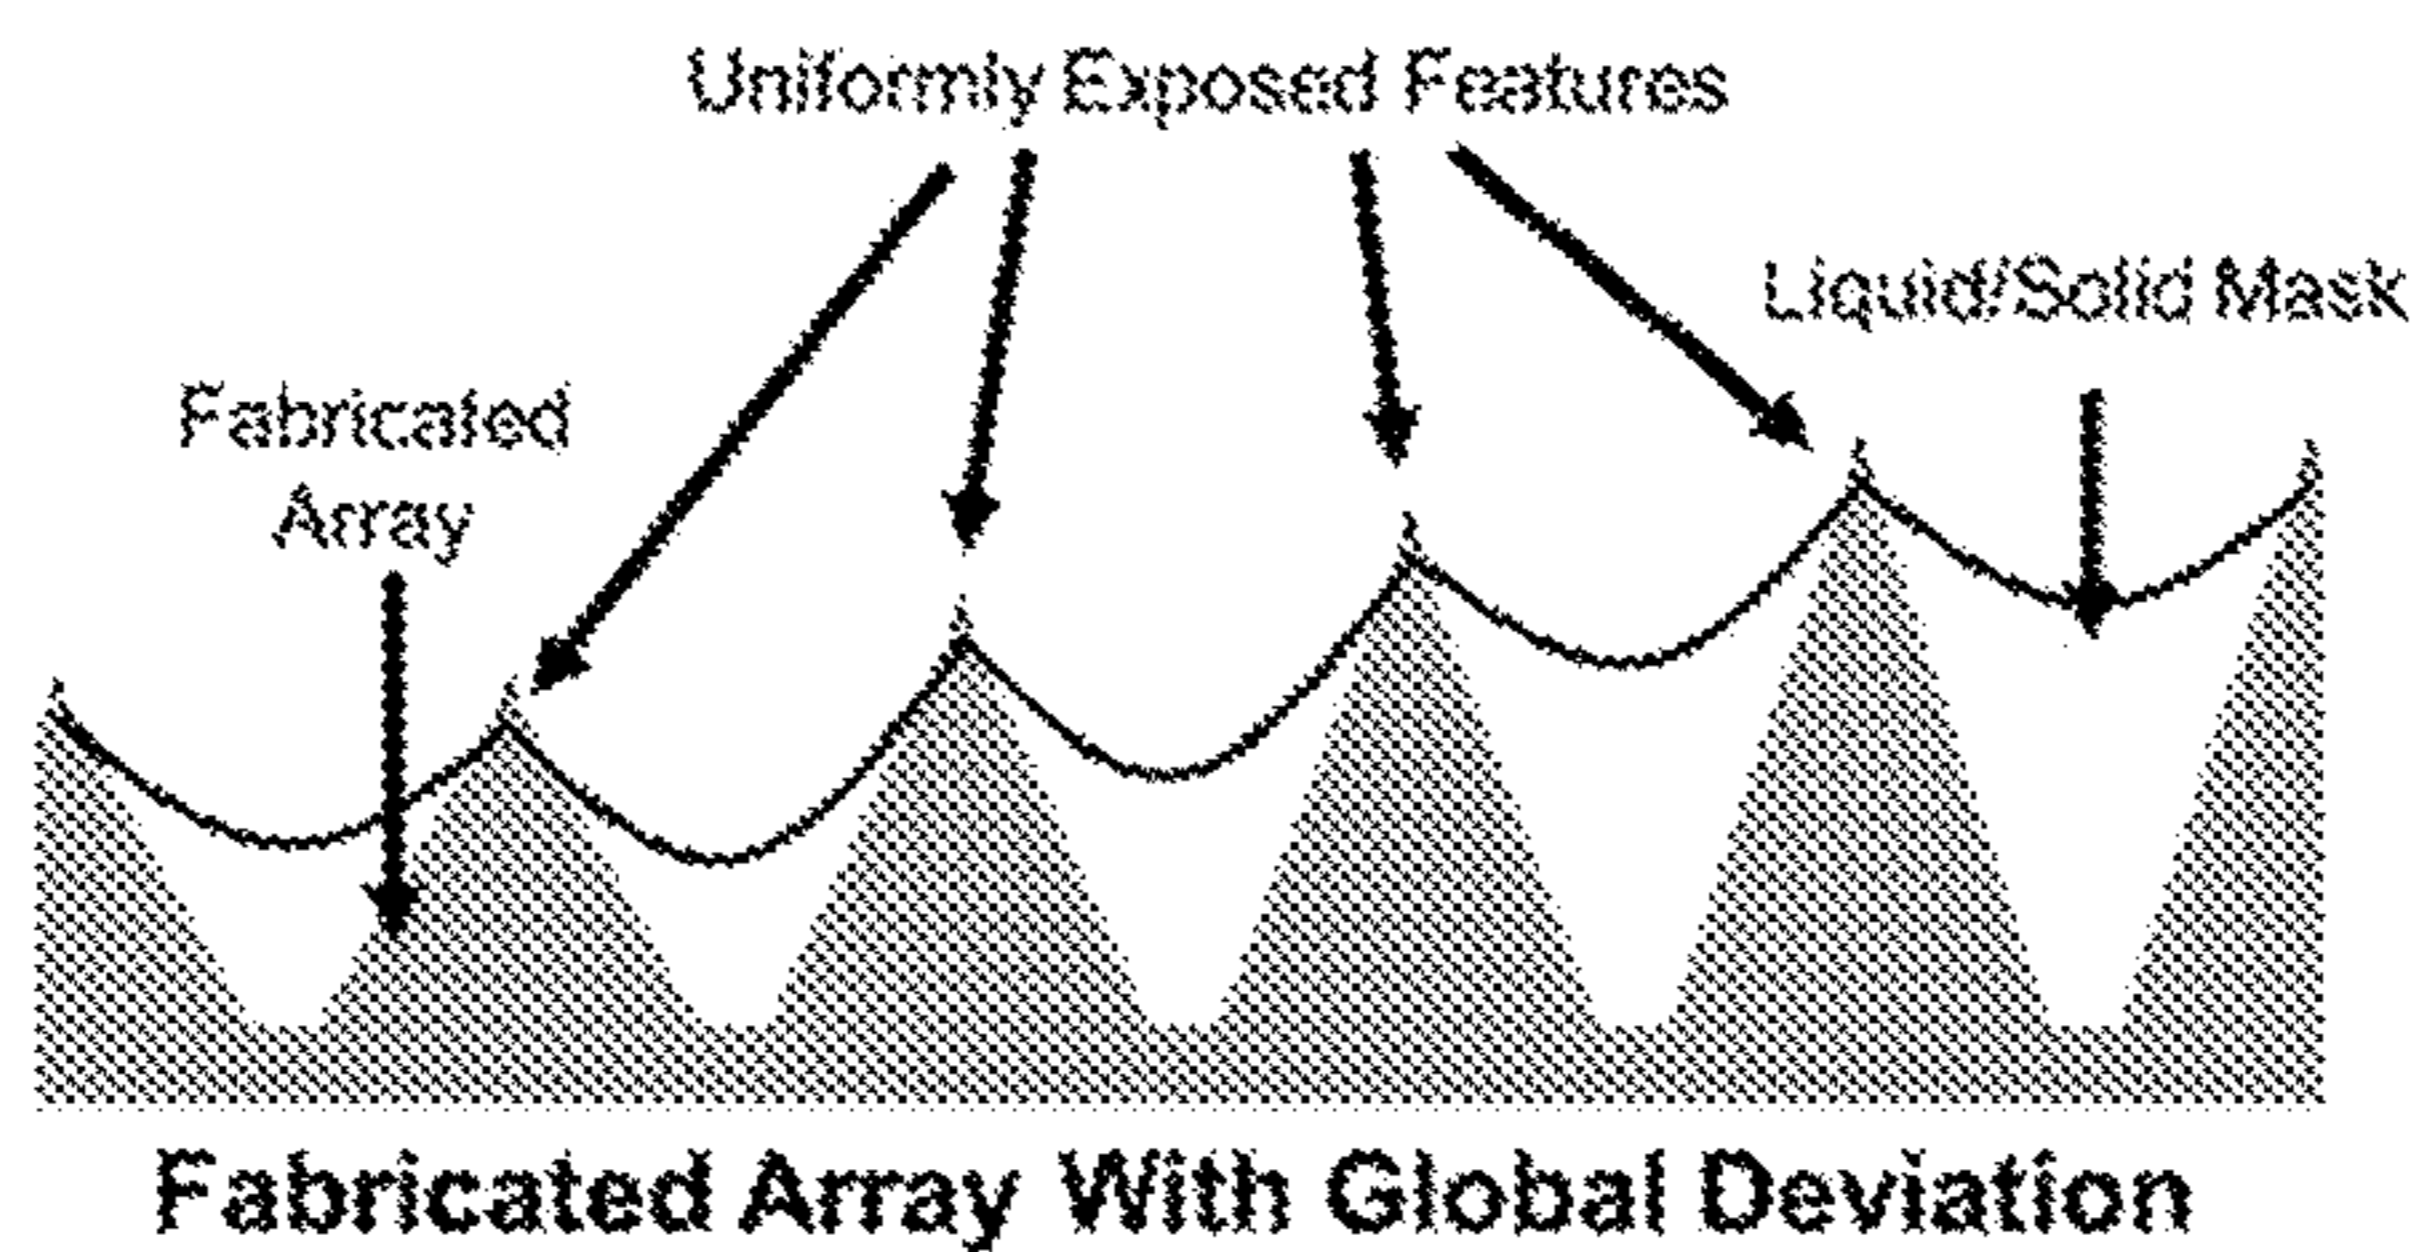 Uniformly Exposed Features
Liquid/Solid Mask
Fabricated
Array
Fabricated Array With Global Deviation